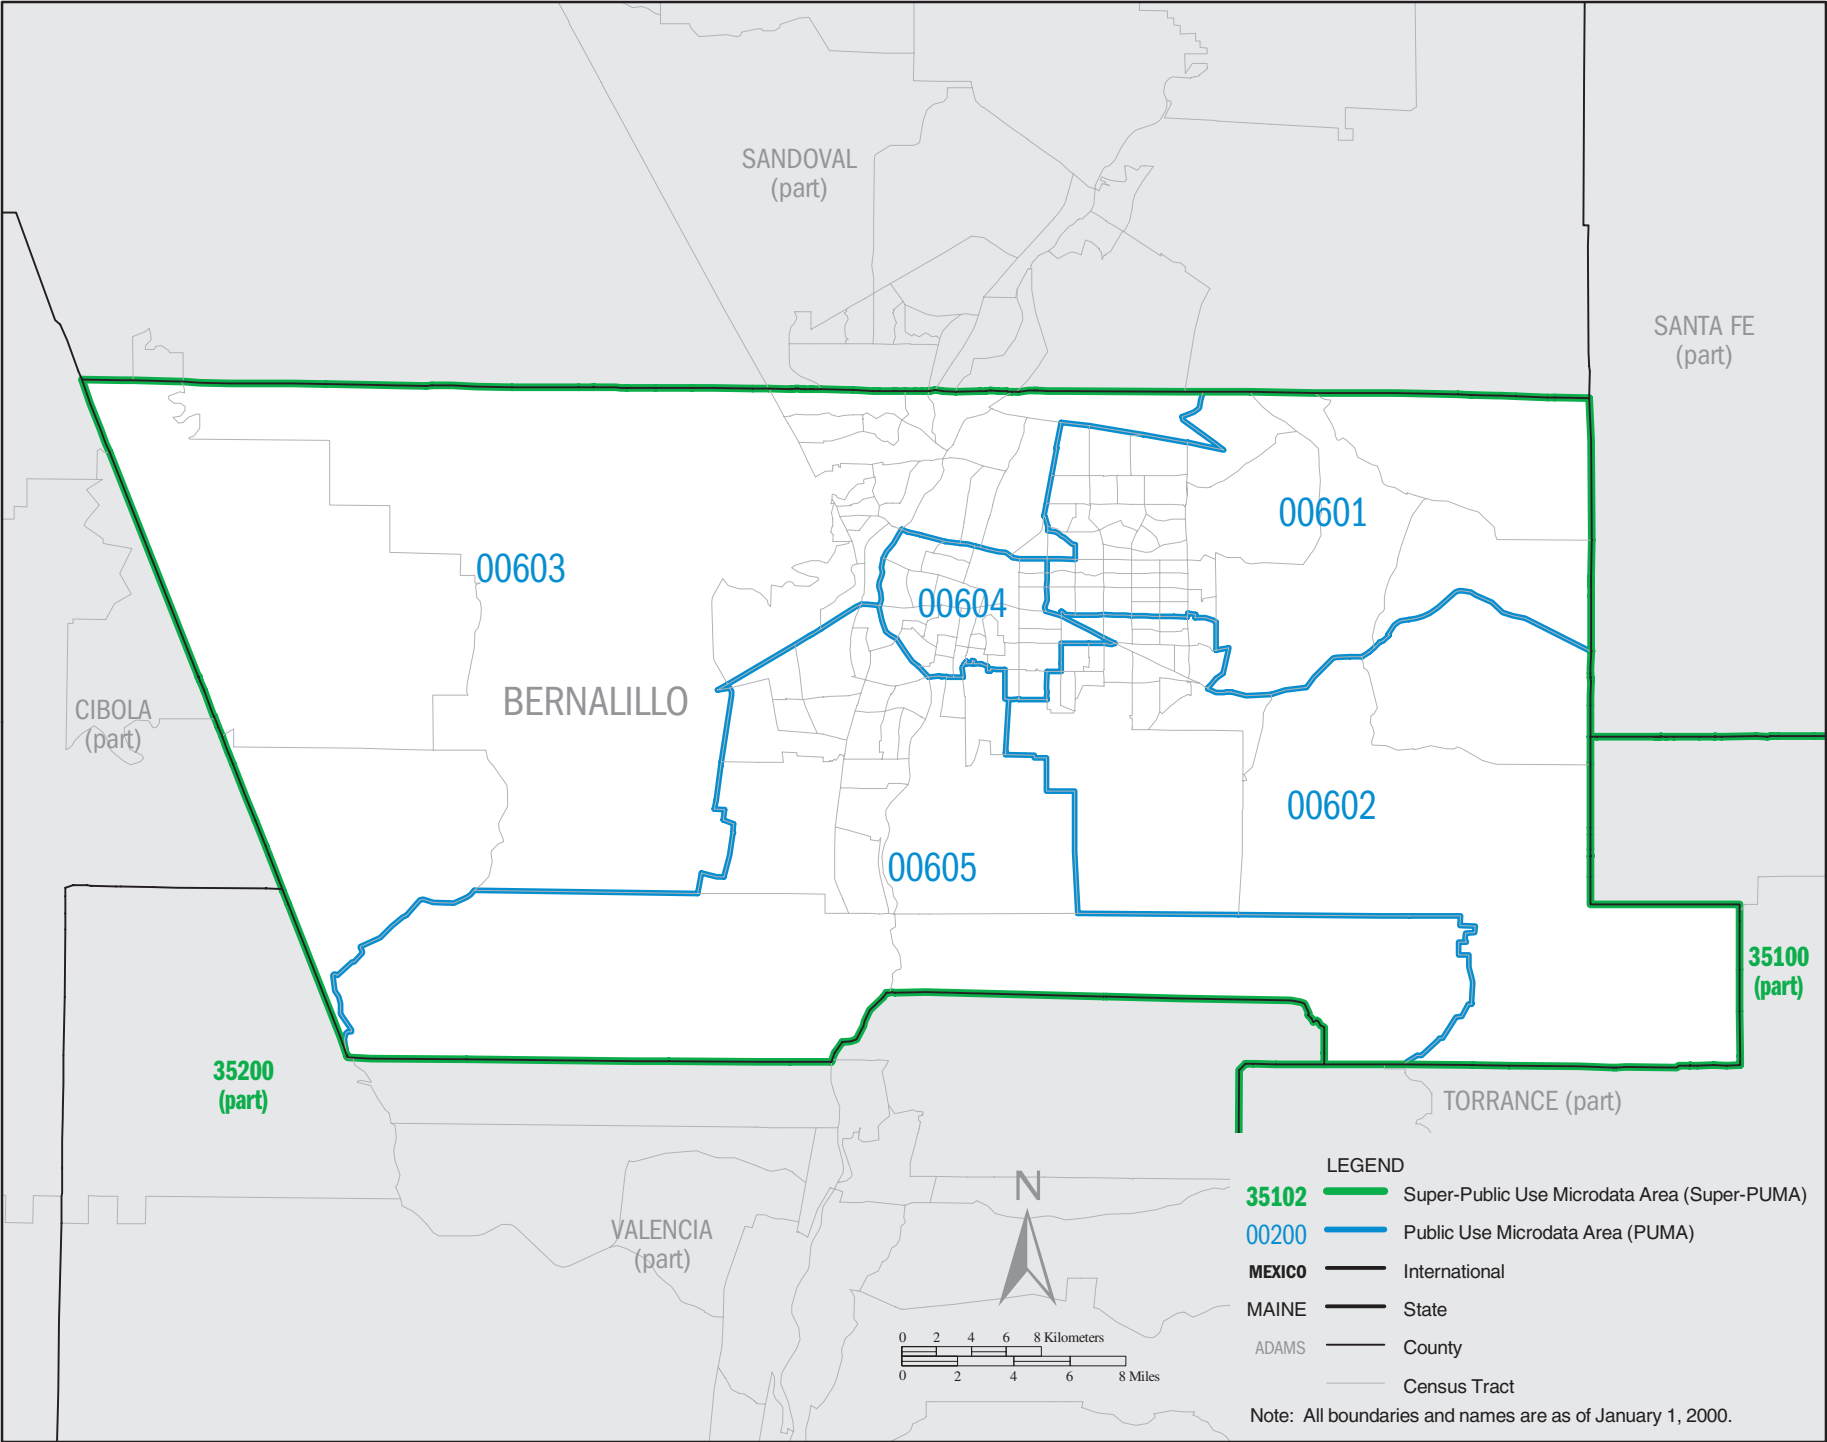 SANDOVAL
(part)
SANTA FE
(part)
00601
00603
00604
BERNALILLO
CIBOLA
(part)
00602
00605
35100
(part)
35200
(part)
TORRANCE (part)
VALENCIA
(part)
N
0 2 4 6 8 Kilometers
0 2 4 6 8 Miles
LEGEND
35102 Super-Public Use Microdata Area (Super-PUMA)
00200 Public Use Microdata Area (PUMA)
MEXICO International
MAINE State
ADAMS County
Census Tract
Note: All boundaries and names are as of January 1, 2000.